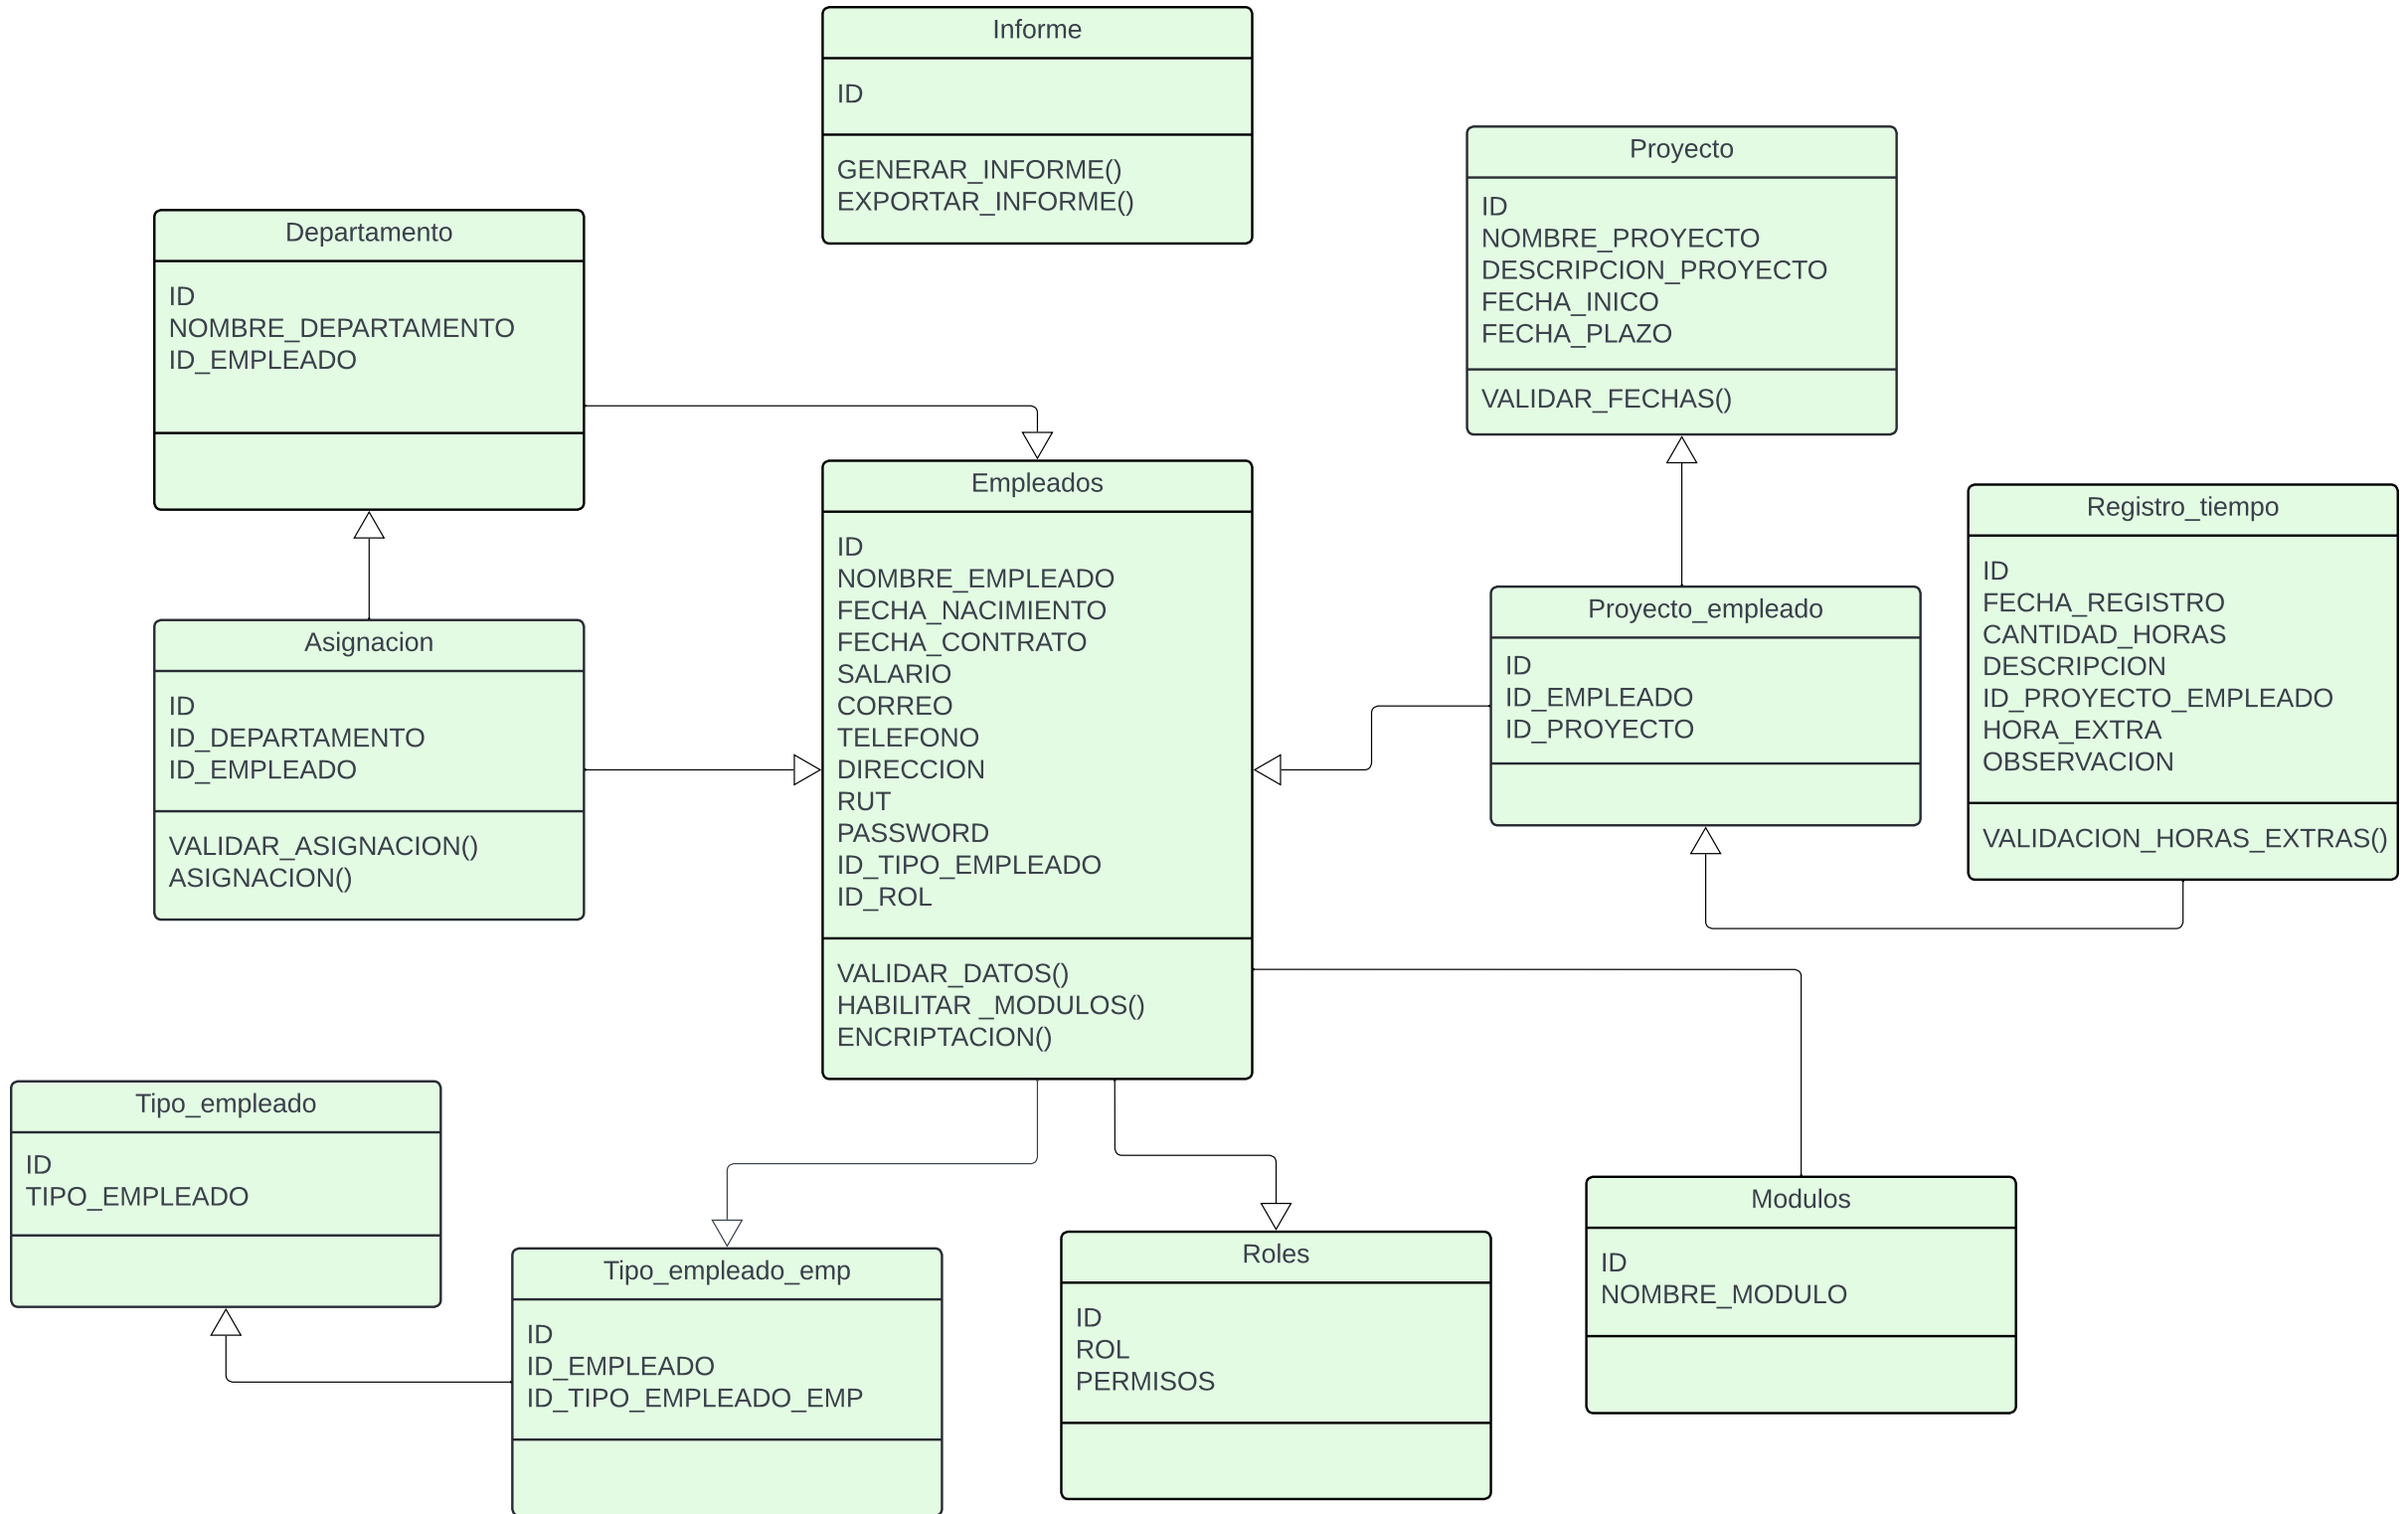 Informe
ID
GENERAR_INFORME()
EXPORTAR_INFORME()
Proyecto
ID
NOMBRE_PROYECTO
DESCRIPCION_PROYECTO
FECHA_INICO
FECHA_PLAZO
VALIDAR_FECHAS()
Departamento
ID
NOMBRE_DEPARTAMENTO
ID_EMPLEADO
Empleados
ID
NOMBRE_EMPLEADO
FECHA_NACIMIENTO
FECHA_CONTRATO
SALARIO
CORREO
TELEFONO
DIRECCION
RUT
PASSWORD
ID_TIPO_EMPLEADO
ID_ROL
VALIDAR_DATOS()
HABILITAR _MODULOS()
ENCRIPTACION()
Registro_tiempo
ID
FECHA_REGISTRO
CANTIDAD_HORAS
DESCRIPCION
ID_PROYECTO_EMPLEADO
HORA_EXTRA
OBSERVACION
VALIDACION_HORAS_EXTRAS()
Proyecto_empleado
ID
ID_EMPLEADO
ID_PROYECTO
Asignacion
ID
ID_DEPARTAMENTO
ID_EMPLEADO
VALIDAR_ASIGNACION()
ASIGNACION()
Tipo_empleado
ID
TIPO_EMPLEADO
Tipo_empleado_emp
ID
ID_EMPLEADO
ID_TIPO_EMPLEADO_EMP
Roles
ID
ROL
PERMISOS
Modulos
ID
NOMBRE_MODULO